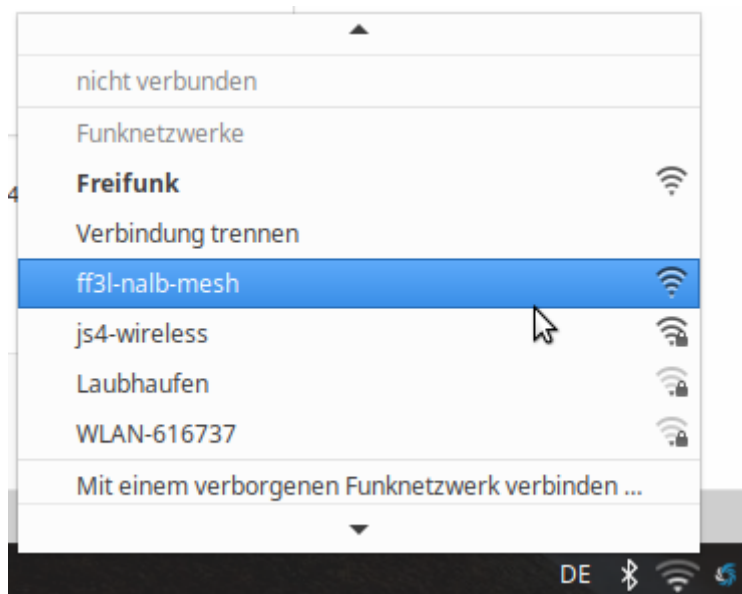 nicht verbunden
Funknetzwerke
Freifunk
4
Verbindung trennen
ff3l-nalb-mesh
js4-wireless
Laubhaufen
WLAN-616737
Mit einem verborgenen Funknetzwerk verbinden ...
DE